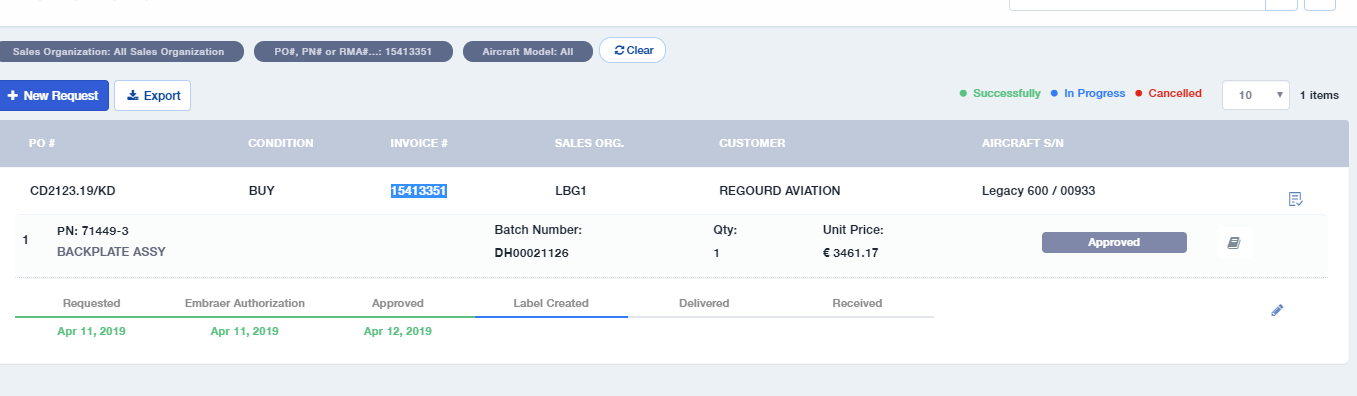 Sales Organization: All Sales Organization
PO#, PN# or RMA#...: 15413351
Aircraft Model: All
Clear
+ New Request
Export
Successfully
In Progress
Cancelled
10
1 items
PO # CONDITION INVOICE # SALES ORG. CUSTOMER AIRCRAFT S/N
CD2123.19/KD BUY 15413351 LBG1 REGOURD AVIATION Legacy 600 / 00933
1
PN: 71449-3
BACKPLATE ASSY
Batch Number:
DH00021126
Qty:
1
Unit Price:
€ 3461.17
Approved
Requested Embraer Authorization Approved Label Created Delivered Received
Apr 11, 2019 Apr 11, 2019 Apr 12, 2019